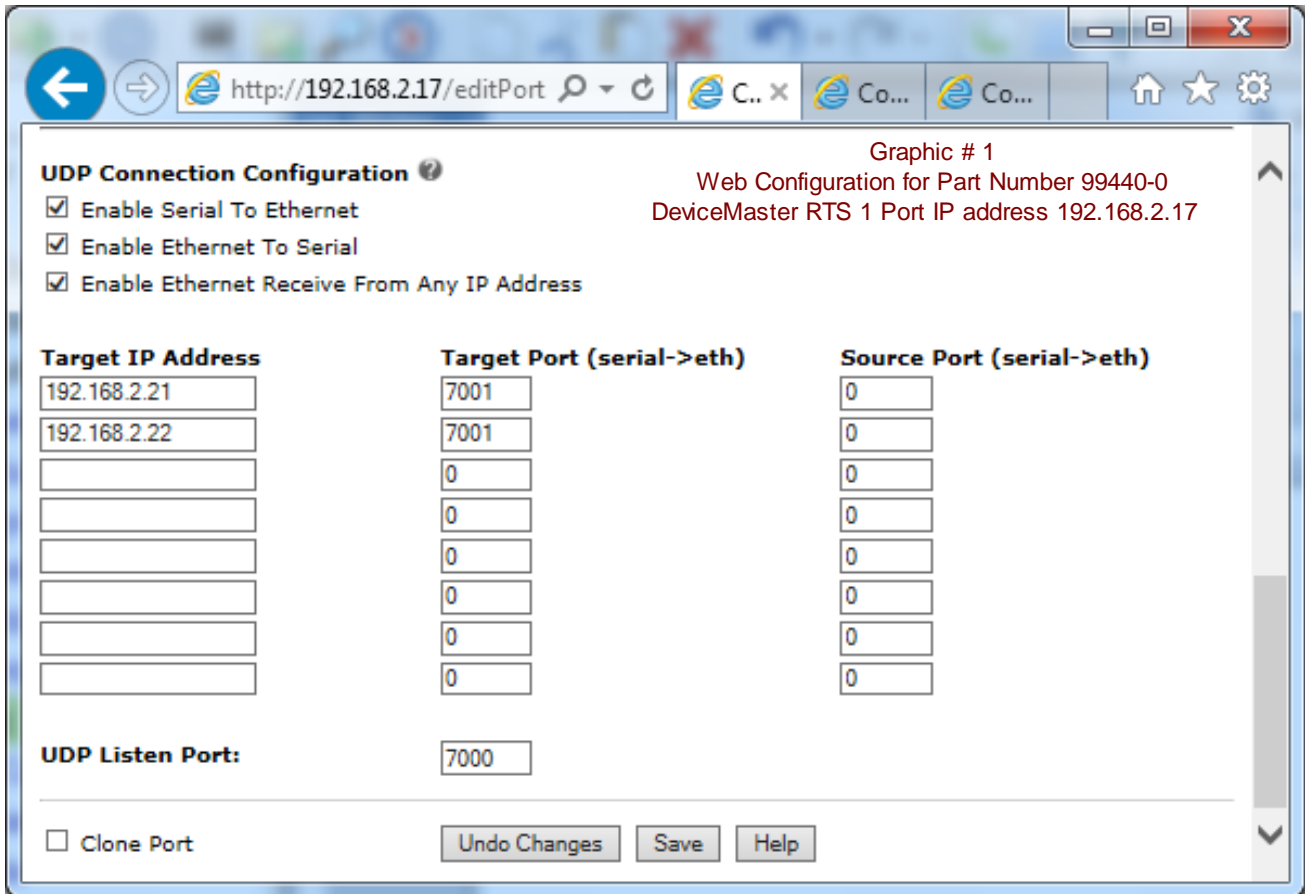 http://192.168.2.17/editPort
C..
Co...
Co...
Graphic # 1
Web Configuration for Part Number 99440-0
DeviceMaster RTS 1 Port IP address 192.168.2.17
UDP Connection Configuration ?
Enable Serial To Ethernet
Enable Ethernet To Serial
Enable Ethernet Receive From Any IP Address
Target IP Address Target Port (serial->eth) Source Port (serial->eth)
192.168.2.21 7001 0
192.168.2.22 7001 0
0 0
0 0
0 0
0 0
0 0
0 0
UDP Listen Port: 7000
Clone Port Undo Changes Save Help